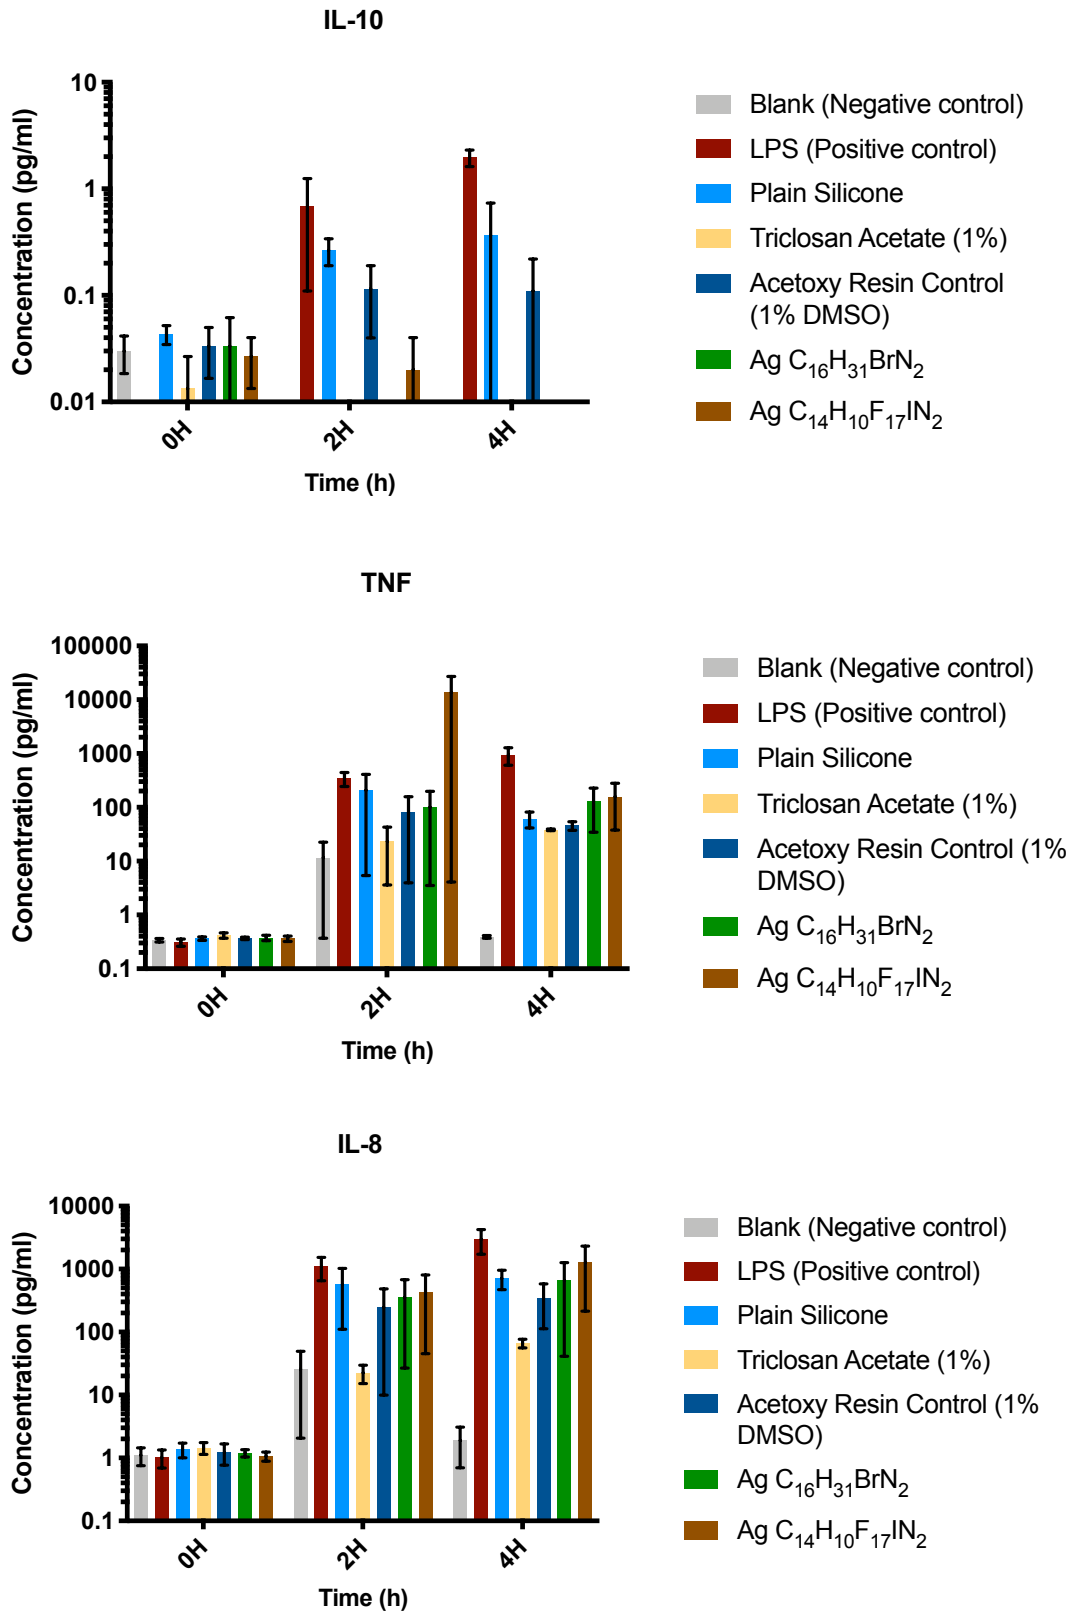 IL-10
Concentration (pg/ml)
10
1
0.1
0.01
0H
2H
4H
Time (h)
Blank (Negative control)
LPS (Positive control)
Plain Silicone
Triclosan Acetate (1%)
Acetoxy Resin Control
(1% DMSO)
Ag C₁₆H₃₁BrN₂
Ag C₁₄H₁₀F₁₇IN₂
TNF
Concentration (pg/ml)
100000
10000
1000
100
10
1
0.1
0H
2H
4H
Time (h)
Blank (Negative control)
LPS (Positive control)
Plain Silicone
Triclosan Acetate (1%)
Acetoxy Resin Control (1%
DMSO)
Ag C₁₆H₃₁BrN₂
Ag C₁₄H₁₀F₁₇IN₂
IL-8
Concentration (pg/ml)
10000
1000
100
10
1
0.1
0H
2H
4H
Time (h)
Blank (Negative control)
LPS (Positive control)
Plain Silicone
Triclosan Acetate (1%)
Acetoxy Resin Control (1%
DMSO)
Ag C₁₆H₃₁BrN₂
Ag C₁₄H₁₀F₁₇IN₂